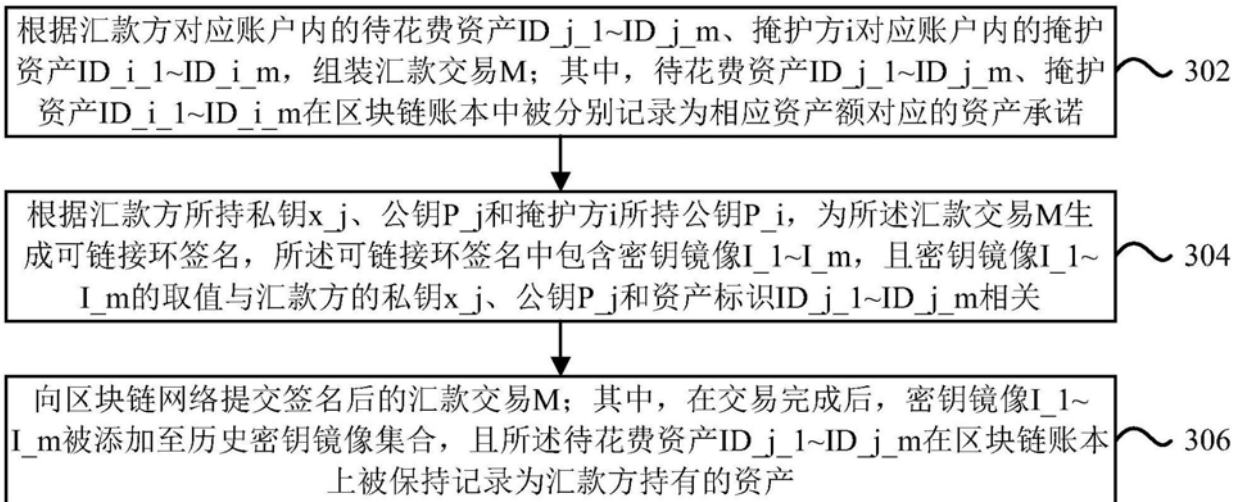 根据汇款方对应账户内的待花费资产ID_j_1~ID_j_m、掩护方i对应账户内的掩护
资产ID_i_1~ID_i_m，组装汇款交易M；其中，待花费资产ID_j_1~ID_j_m、掩护
资产ID_i_1~ID_i_m在区块链账本中被分别记录为相应资产额对应的资产承诺
302
根据汇款方所持私钥x_j、公钥P_j和掩护方i所持公钥P_i，为所述汇款交易M生
成可链接环签名，所述可链接环签名中包含密钥镜像I_1~I_m，且密钥镜像I_1~
I_m的取值与汇款方的私钥x_j、公钥P_j和资产标识ID_j_1~ID_j_m相关
304
向区块链网络提交签名后的汇款交易M；其中，在交易完成后，密钥镜像I_1~
I_m被添加至历史密钥镜像集合，且所述待花费资产ID_j_1~ID_j_m在区块链账本
上被保持记录为汇款方持有的资产
306